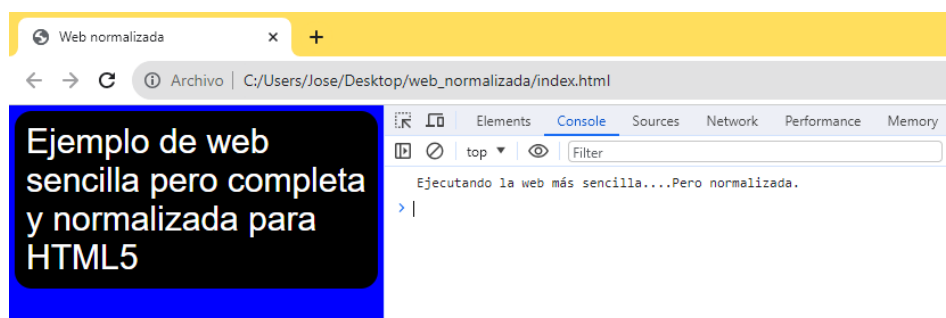 Web normalizada
Archivo C:/Users/Jose/Desktop/web_normalizada/index.html
Elements Console Sources Network Performance Memory
top Filter
Ejemplo de web
sencilla pero completa
y normalizada para
HTML5
Ejecutando la web más sencilla....Pero normalizada.